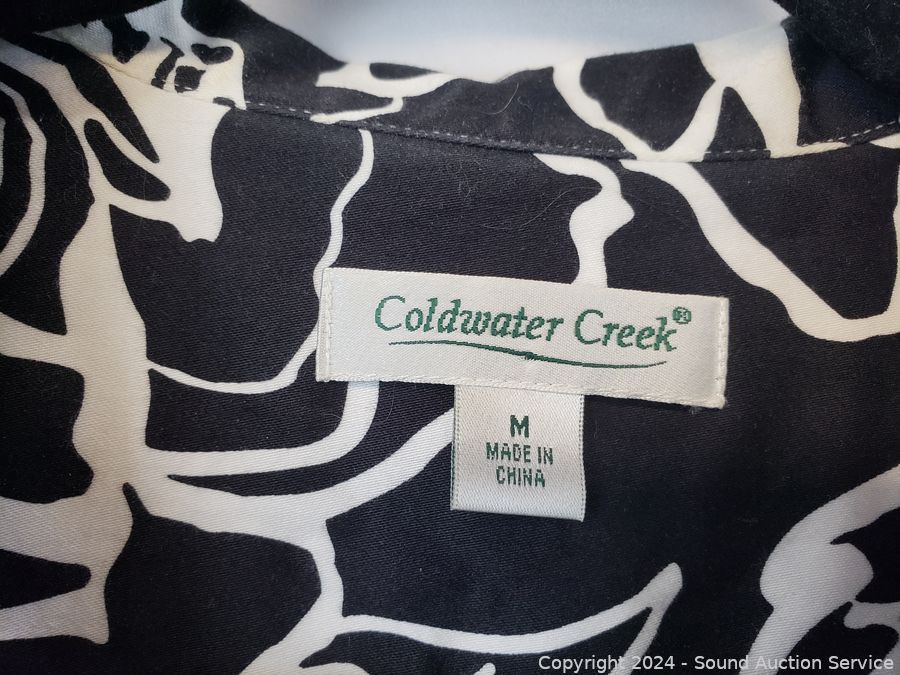 Coldwater Creek®
M
MADE IN
CHINA
Copyright 2024 - Sound Auction Service